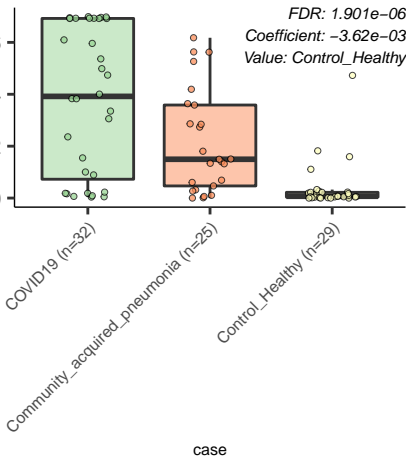 FDR: 1.901e−06
Coefficient: −3.62e−03
Value: Control_Healthy
COVID19 (n=32)
Community_acquired_pneumonia (n=25)
Control_Healthy (n=29)
case